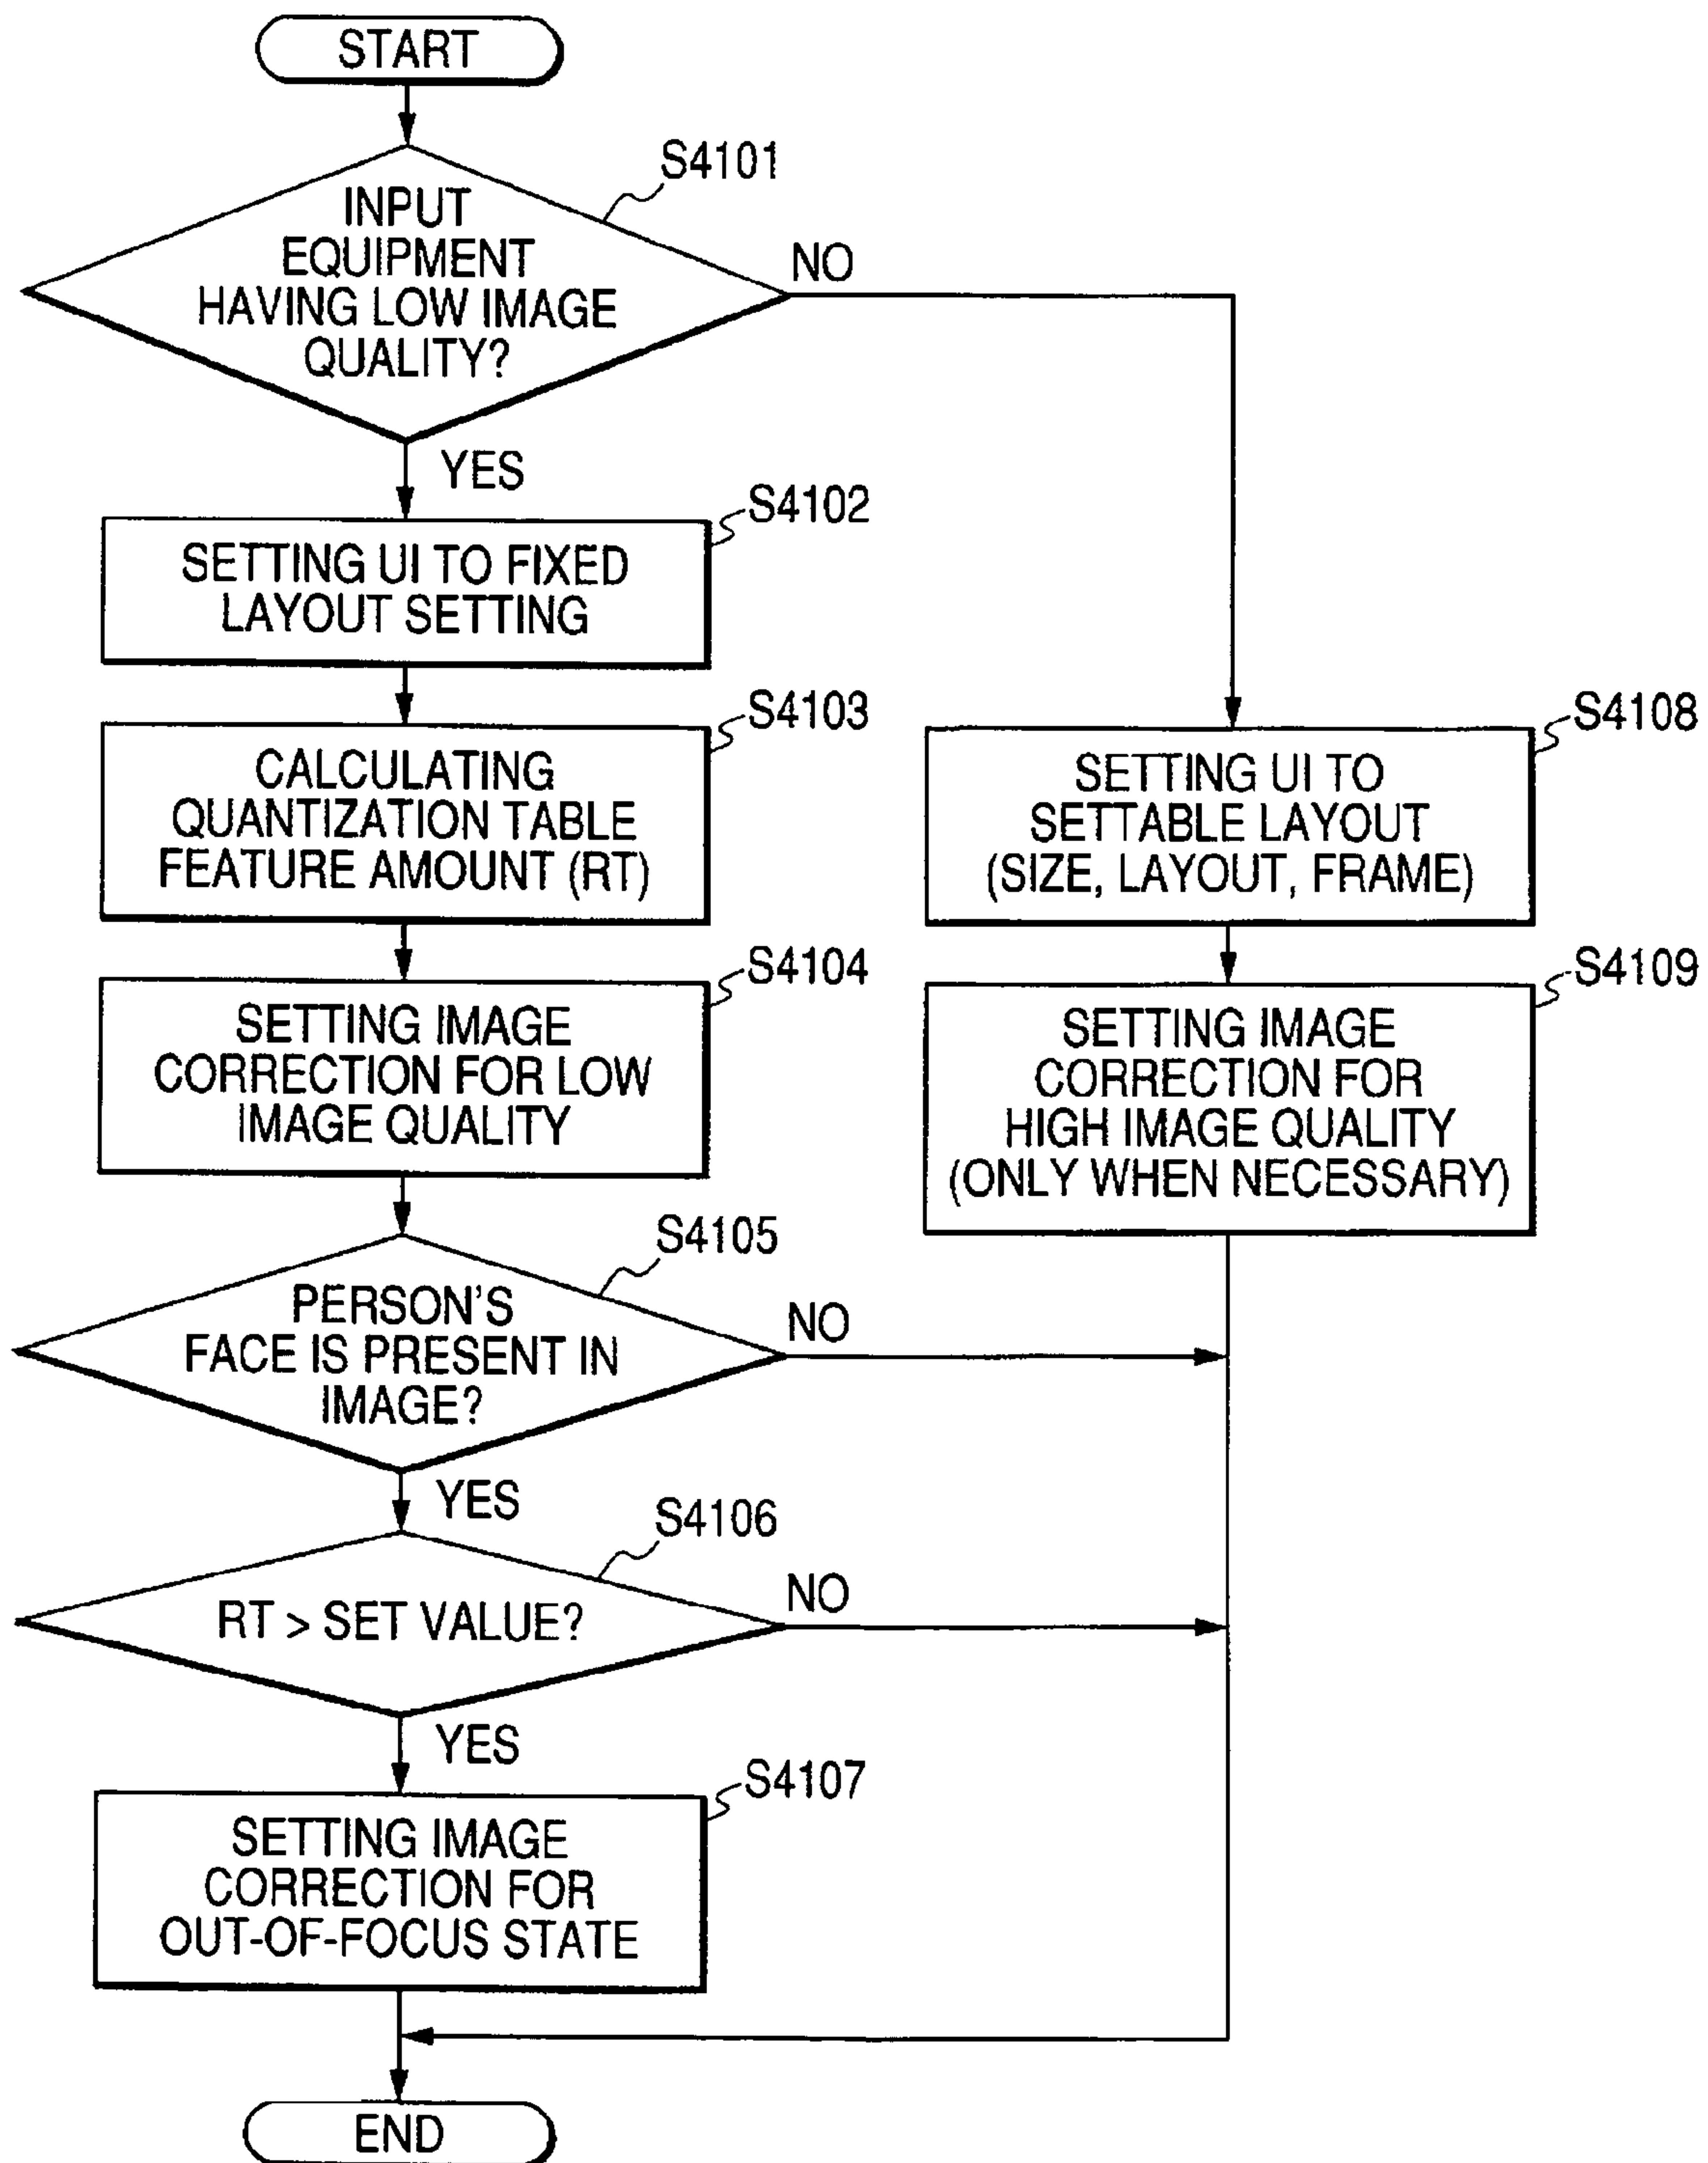 START
S4101
INPUT
EQUIPMENT
HAVING LOW IMAGE
QUALITY?
NO
YES
S4102
SETTING UI TO FIXED
LAYOUT SETTING
S4103
CALCULATING
QUANTIZATION TABLE
FEATURE AMOUNT (RT)
S4104
SETTING IMAGE
CORRECTION FOR LOW
IMAGE QUALITY
S4105
PERSON'S
FACE IS PRESENT IN
IMAGE?
NO
YES
S4106
RT > SET VALUE?
NO
YES
S4107
SETTING IMAGE
CORRECTION FOR
OUT-OF-FOCUS STATE
S4108
SETTING UI TO
SETTABLE LAYOUT
(SIZE, LAYOUT, FRAME)
S4109
SETTING IMAGE
CORRECTION FOR
HIGH IMAGE QUALITY
(ONLY WHEN NECESSARY)
END